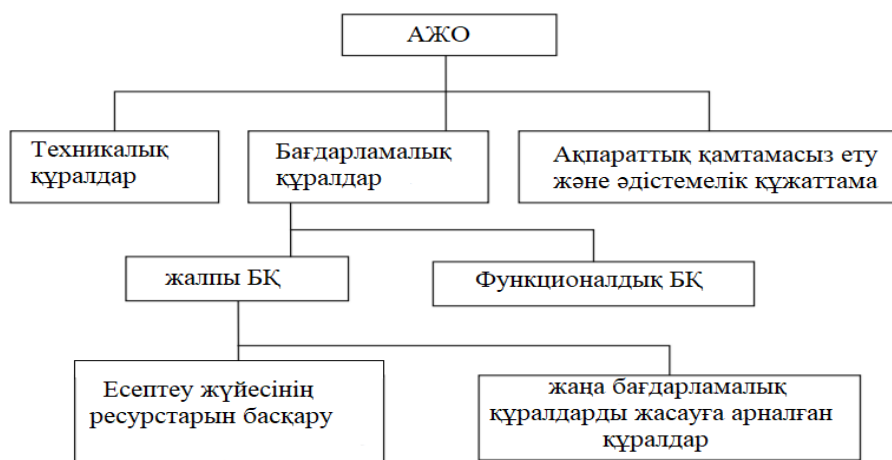 АЖО
Техникалық
құралдар
Бағдарламалық
құралдар
Ақпараттық қамтамасыз ету
және әдістемелік құжаттама
жалпы БҚ
Функционалдық БҚ
Есептеу жүйесінің
ресурстарын басқару
жаңа бағдарламалық
құралдарды жасауға арналған
құралдар